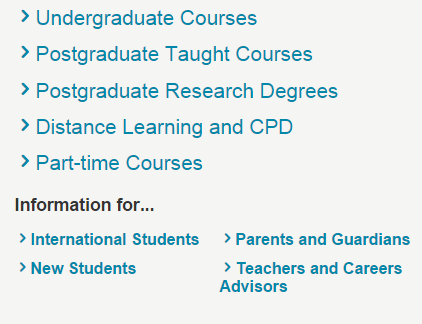 Undergraduate Courses
Postgraduate Taught Courses
Postgraduate Research Degrees
Distance Learning and CPD
Part-time Courses
Information for...
International Students
Parents and Guardians
New Students
Teachers and Careers
Advisors